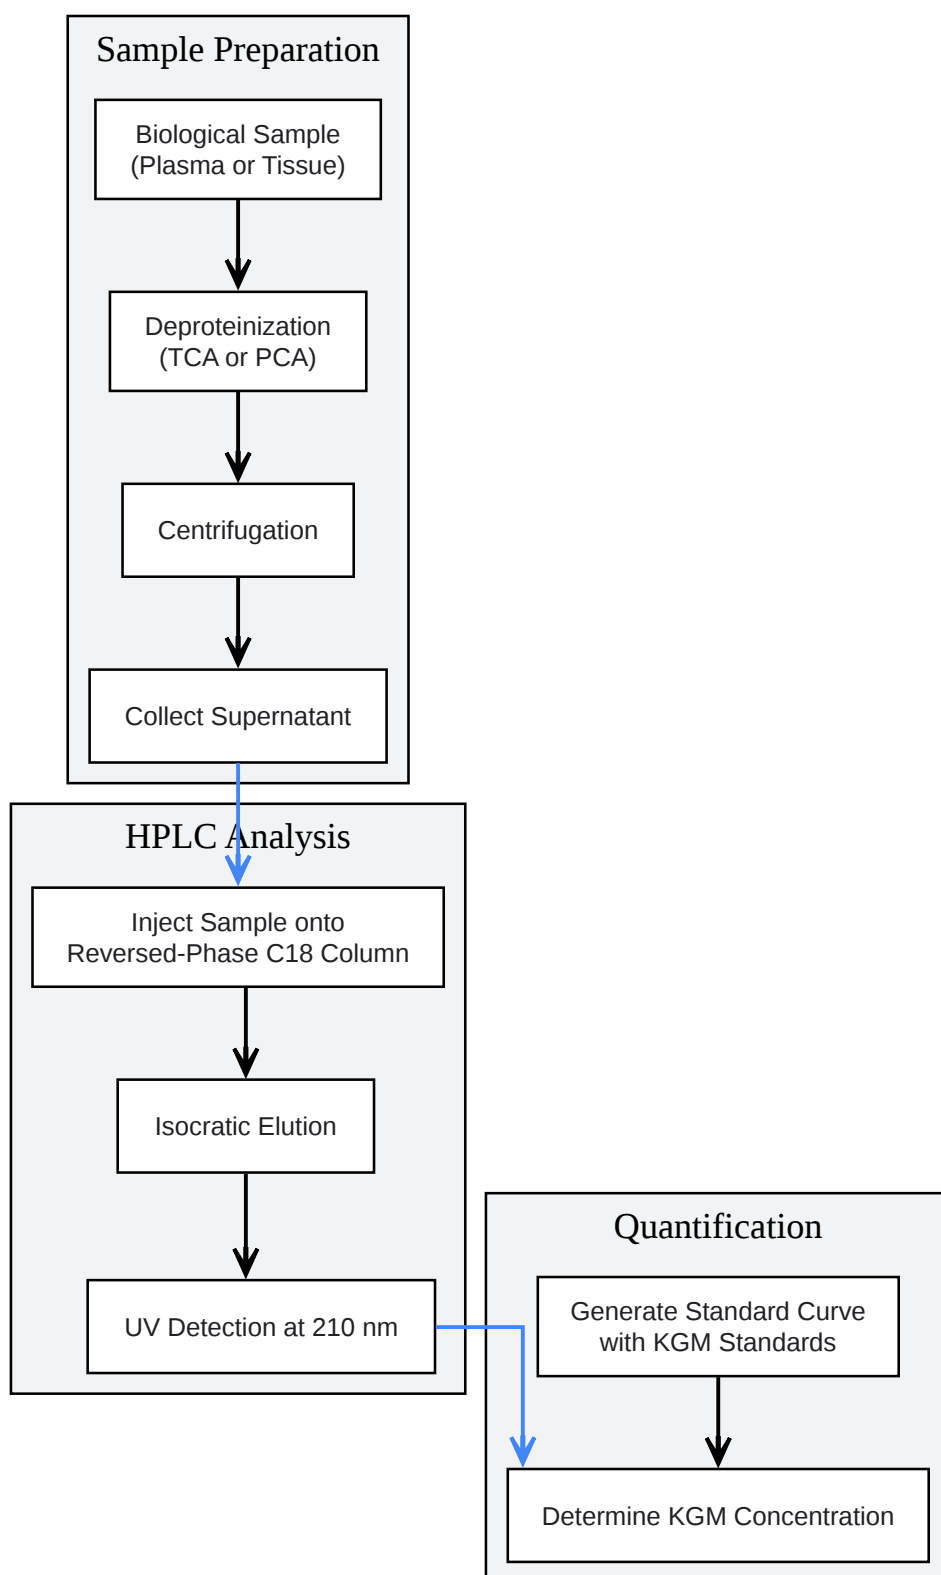 Sample Preparation
Biological Sample
(Plasma or Tissue)
Deproteinization
(TCA or PCA)
Centrifugation
Collect Supernatant
HPLC Analysis
Inject Sample onto
Reversed-Phase C18 Column
Isocratic Elution
UV Detection at 210 nm
Quantification
Generate Standard Curve
with KGM Standards
Determine KGM Concentration